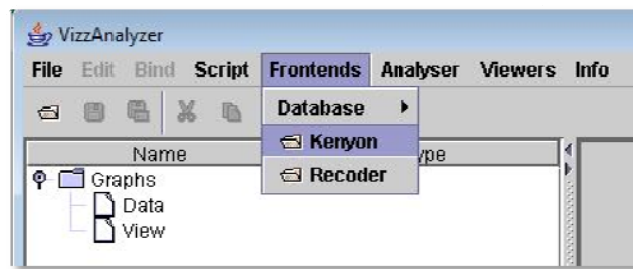 VizzAnalyzer
File Edit Bind Script Frontends Analyser Viewers Info
Database
Kenyon
Recoder
Name ype
Graphs
Data
View